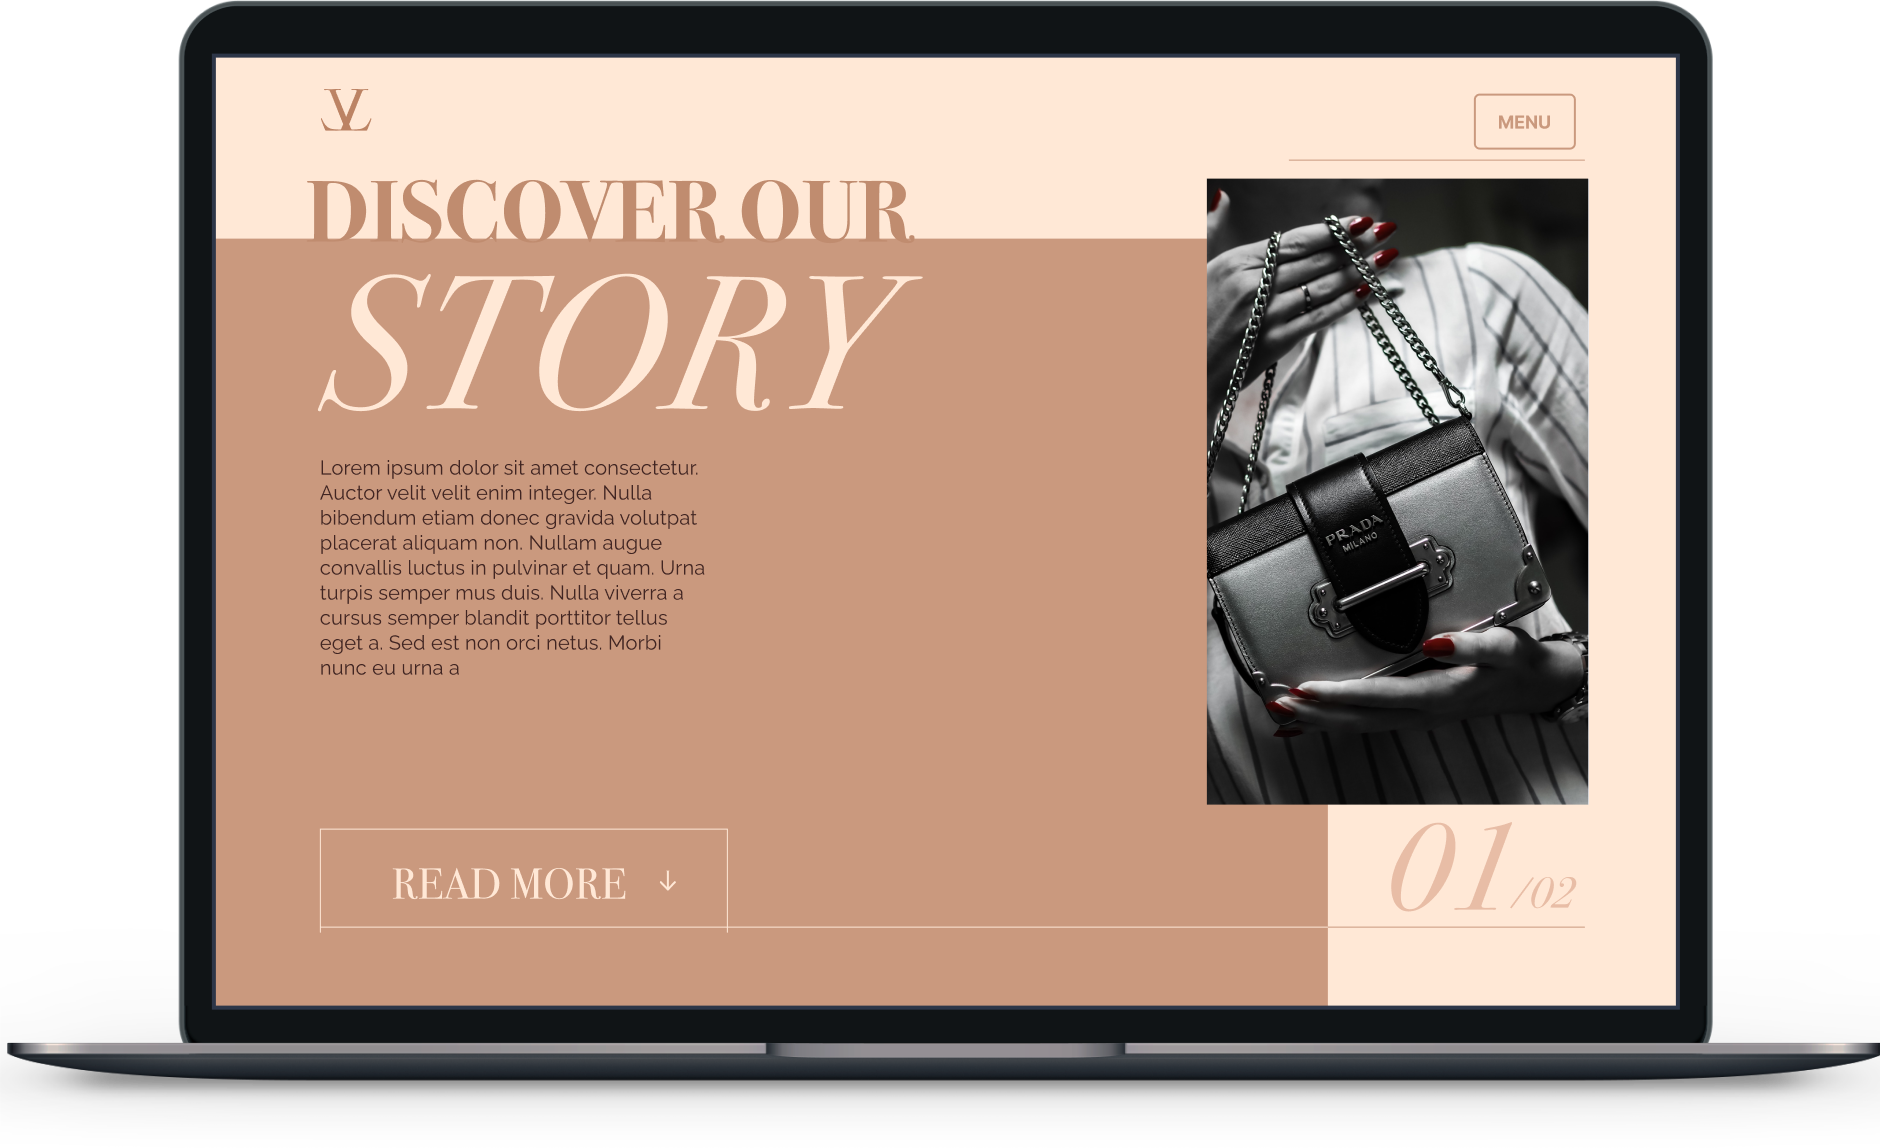 MENU
DISCOVER OUR
STORY
Lorem ipsum dolor sit amet consectetur.
Auctor velit velit enim integer. Nulla
bibendum etiam donec gravida volutpat
placerat aliquam non. Nullam augue
convallis luctus in pulvinar et quam. Urna
turpis semper mus duis. Nulla viverra a
cursus semper blandit porttitor tellus
eget a. Sed est non orci netus. Morbi
nunc eu urna a
PRADA
MILANO
READ MORE ↓
01/02